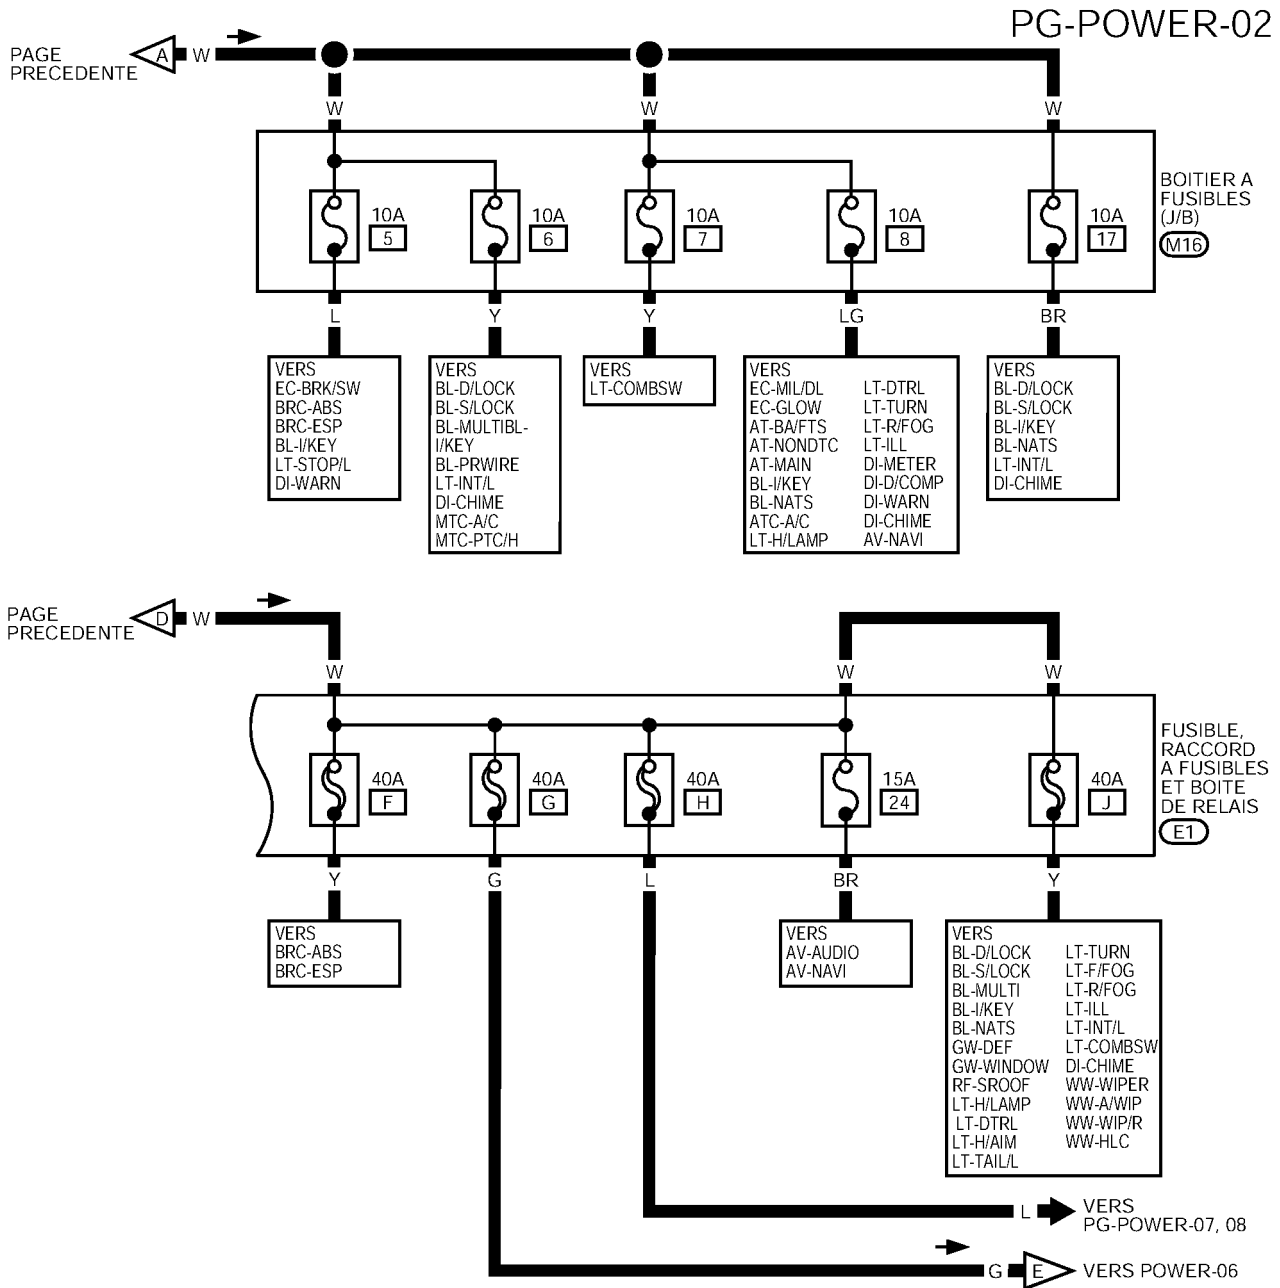 PG-POWER-02
PAGE
PRECEDENTE
A
W
W
W
W
10A
5
10A
6
10A
7
10A
8
10A
17
BOITIER A
FUSIBLES
(J/B)
M16
L
Y
Y
LG
BR
VERS
EC-BRK/SW
BRC-ABS
BRC-ESP
BL-I/KEY
LT-STOP/L
DI-WARN
VERS
BL-D/LOCK
BL-S/LOCK
BL-MULTIBL-
I/KEY
BL-PRWIRE
LT-INT/L
DI-CHIME
MTC-A/C
MTC-PTC/H
VERS
LT-COMBSW
VERS
EC-MIL/DL
EC-GLOW
AT-BA/FTS
AT-NONDTC
AT-MAIN
BL-I/KEY
BL-NATS
ATC-A/C
LT-H/LAMP
LT-DTRL
LT-TURN
LT-R/FOG
LT-ILL
DI-METER
DI-D/COMP
DI-WARN
DI-CHIME
AV-NAVI
VERS
BL-D/LOCK
BL-S/LOCK
BL-I/KEY
BL-NATS
LT-INT/L
DI-CHIME
PAGE
PRECEDENTE
D
W
W
W
W
40A
F
40A
G
40A
H
15A
24
40A
J
FUSIBLE,
RACCORD
A FUSIBLES
ET BOITE
DE RELAIS
E1
Y
G
L
BR
Y
VERS
BRC-ABS
BRC-ESP
VERS
AV-AUDIO
AV-NAVI
VERS
BL-D/LOCK
BL-S/LOCK
BL-MULTI
BL-I/KEY
BL-NATS
GW-DEF
GW-WINDOW
RF-SROOF
LT-H/LAMP
LT-DTRL
LT-H/AIM
LT-TAIL/L
LT-TURN
LT-F/FOG
LT-R/FOG
LT-ILL
LT-INT/L
LT-COMBSW
DI-CHIME
WW-WIPER
WW-A/WIP
WW-WIP/R
WW-HLC
L
VERS
PG-POWER-07, 08
G
E
VERS POWER-06